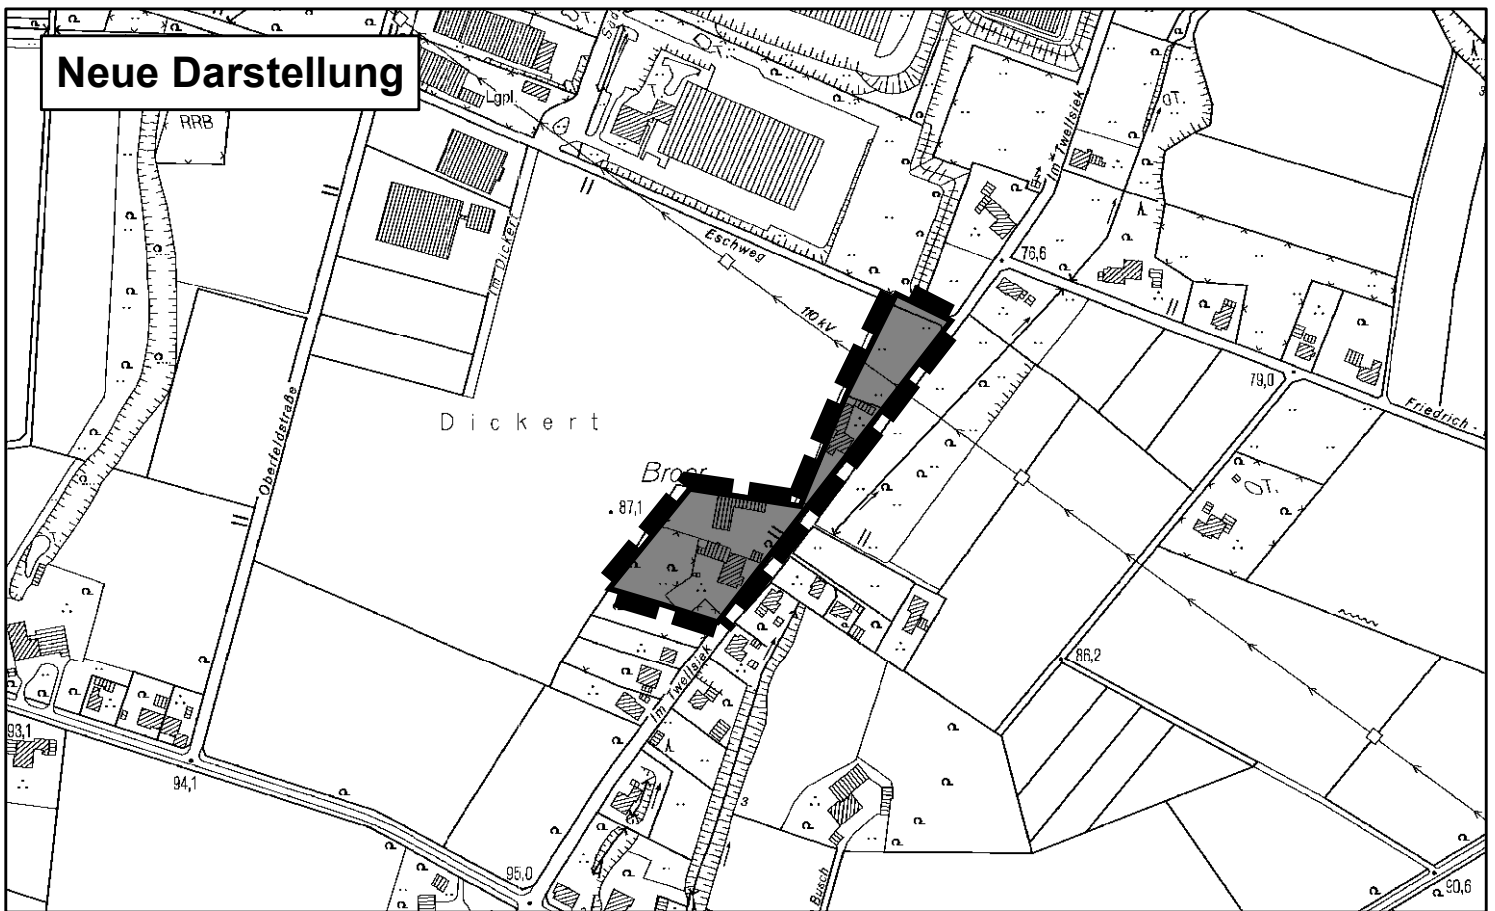 Neue Darstellung
RRB
Lgpl.
T.
oT.
Im Twellsiek
Im Dickert
Eschweg
76,6
110 kV
79,0
Friedrich -
Oberfeldstraße
Dickert
87,1
T.
86,2
Im Twellsiek
93,1
94,1
3
95,0
Busch
90,6